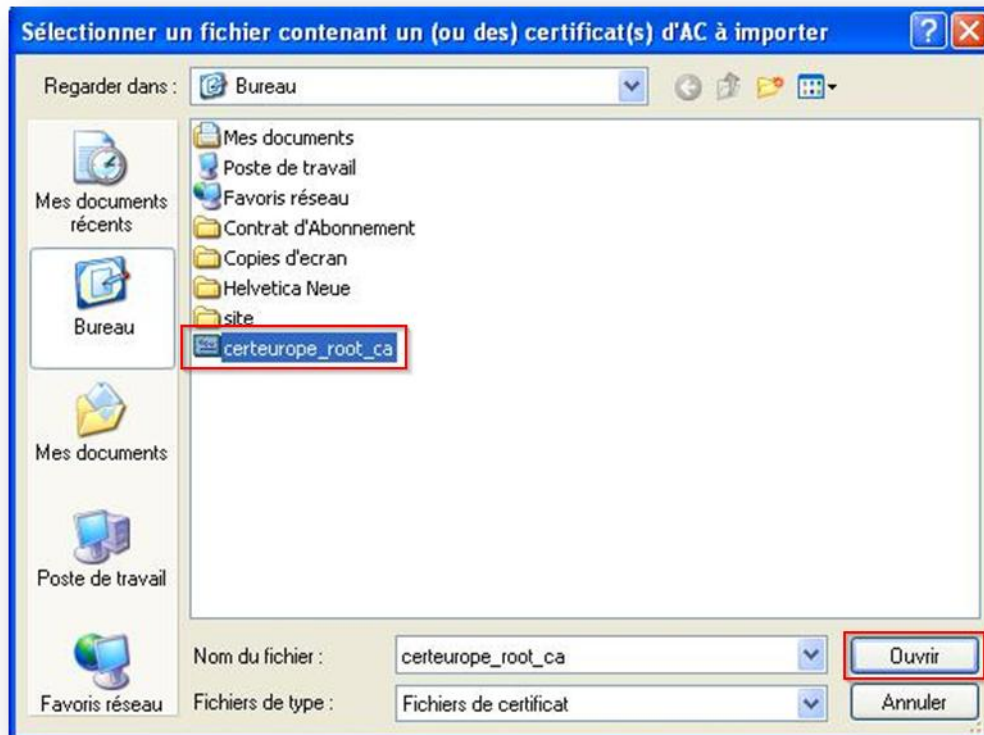 Sélectionner un fichier contenant un (ou des) certificat(s) d'AC à importer
Regarder dans :
Bureau
Mes documents
récents
Bureau
Mes documents
Poste de travail
Favoris réseau
Mes documents
Poste de travail
Favoris réseau
Contrat d'Abonnement
Copies d'ecran
Helvetica Neue
site
certeurope_root_ca
Nom du fichier :
certeurope_root_ca
Ouvrir
Fichiers de type :
Fichiers de certificat
Annuler